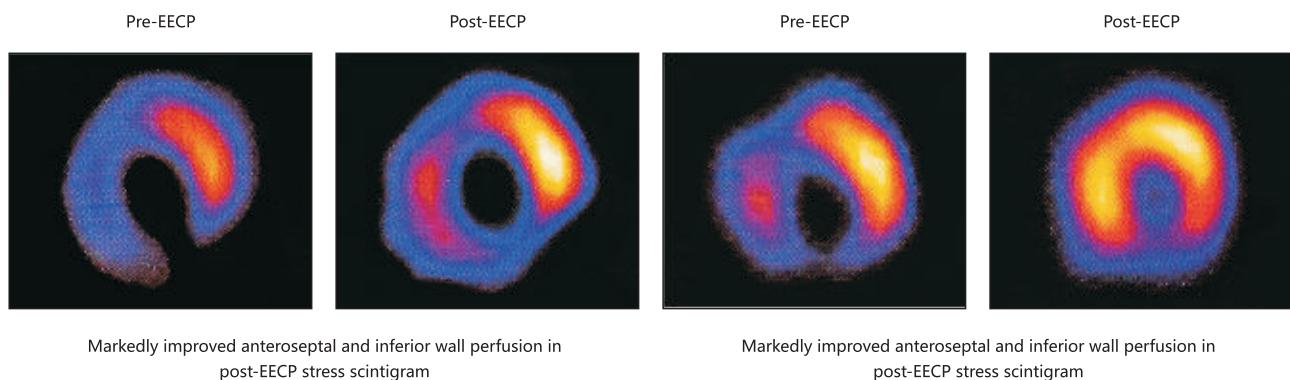 Pre-EECP
Post-EECP
Pre-EECP
Post-EECP
Markedly improved anteroseptal and inferior wall perfusion in
post-EECP stress scintigram
Markedly improved anteroseptal and inferior wall perfusion in
post-EECP stress scintigram